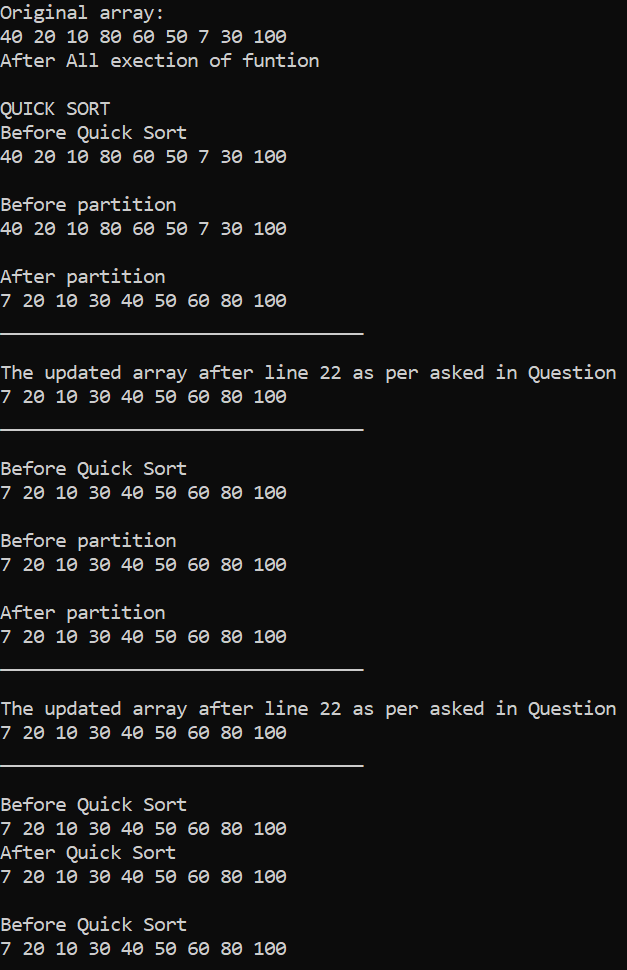 Original array:
40 20 10 80 60 50 7 30 100
After All exection of funtion
QUICK SORT
Before Quick Sort
40 20 10 80 60 50 7 30 100
Before partition
40 20 10 80 60 50 7 30 100
After partition
7 20 10 30 40 50 60 80 100
_________________________________
The updated array after line 22 as per asked in Question
7 20 10 30 40 50 60 80 100
_________________________________
Before Quick Sort
7 20 10 30 40 50 60 80 100
Before partition
7 20 10 30 40 50 60 80 100
After partition
7 20 10 30 40 50 60 80 100
_________________________________
The updated array after line 22 as per asked in Question
7 20 10 30 40 50 60 80 100
_________________________________
Before Quick Sort
7 20 10 30 40 50 60 80 100
After Quick Sort
7 20 10 30 40 50 60 80 100
Before Quick Sort
7 20 10 30 40 50 60 80 100